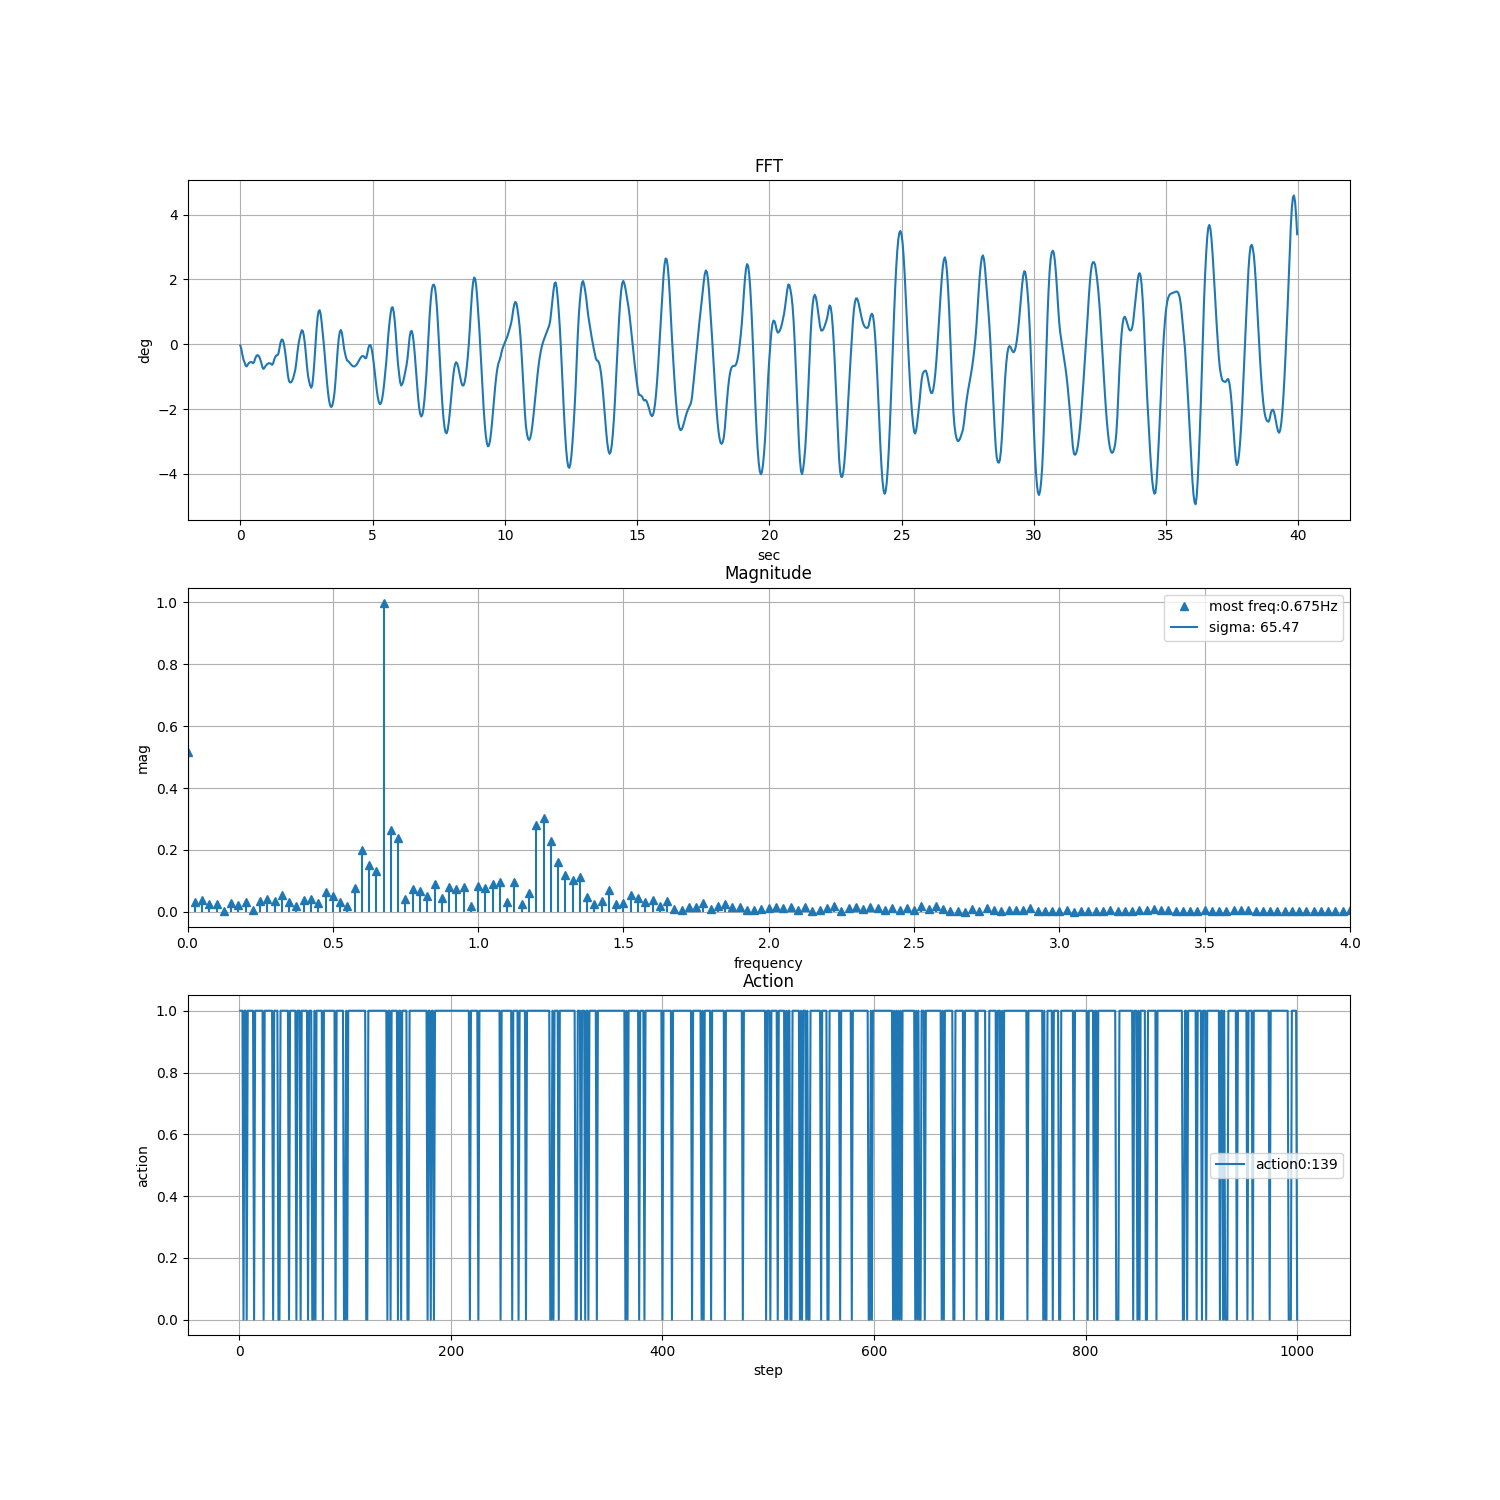 FFT
4
2
0
−2
−4
deg
0 5 10 15 20 25 30 35 40
sec
Magnitude
1.0
0.8
0.6
0.4
0.2
0.0
mag
most freq:0.675Hz
sigma: 65.47
0.0 0.5 1.0 1.5 2.0 2.5 3.0 3.5 4.0
frequency
Action
1.0
0.8
0.6
0.4
0.2
0.0
action
action0:139
0 200 400 600 800 1000
step